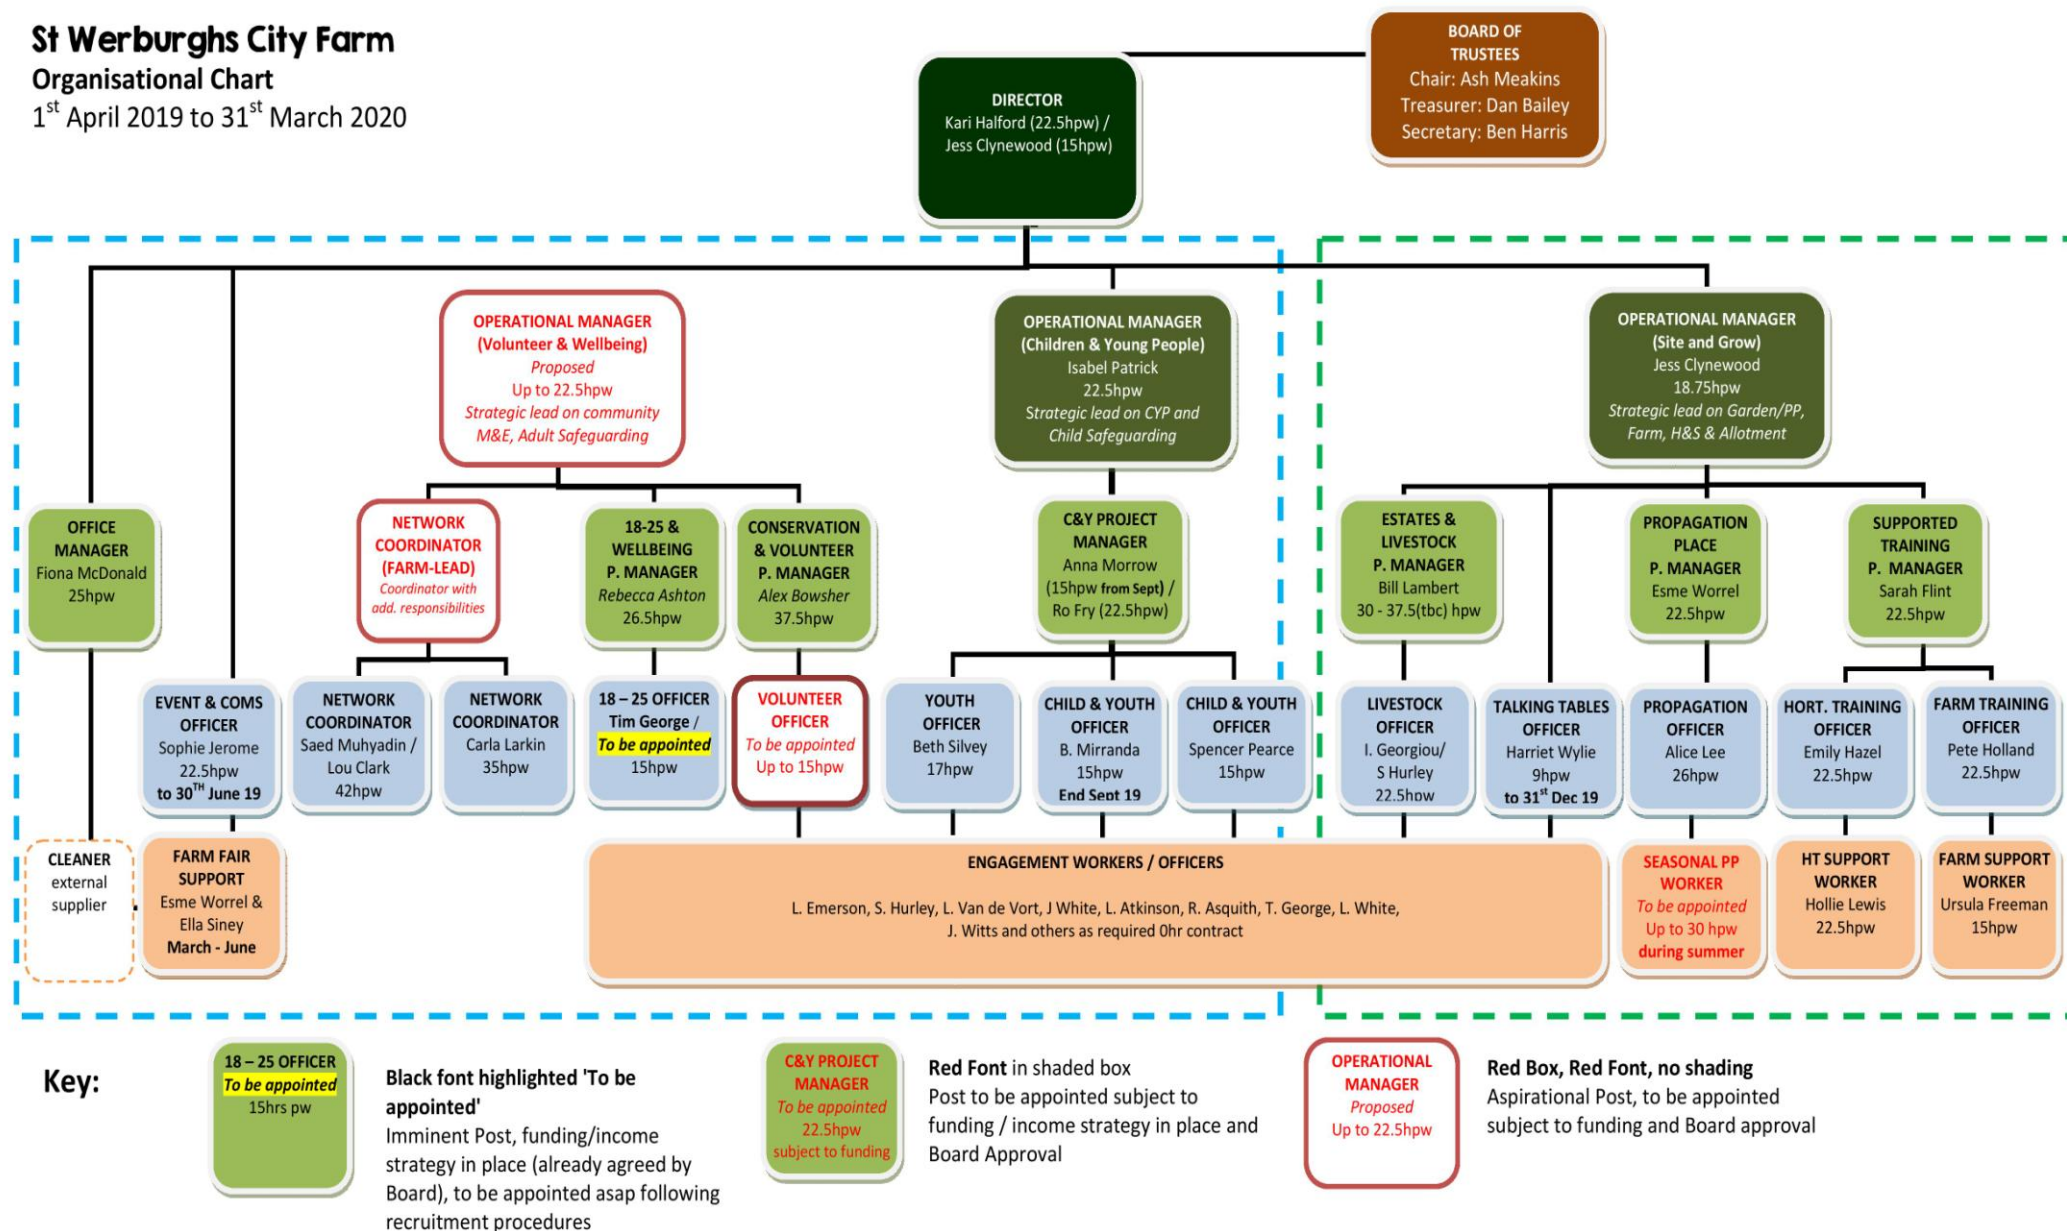 St Werburghs City Farm
Organisational Chart
1st April 2019 to 31st March 2020
DIRECTOR
Kari Halford (22.5hpw) /
Jess Clynewood (15hpw)
BOARD OF
TRUSTEES
Chair: Ash Meakins
Treasurer: Dan Bailey
Secretary: Ben Harris
OPERATIONAL MANAGER
(Volunteer & Wellbeing)
Proposed
Up to 22.5hpw
Strategic lead on community
M&E, Adult Safeguarding
OPERATIONAL MANAGER
(Children & Young People)
Isabel Patrick
22.5hpw
Strategic lead on CYP and
Child Safeguarding
OPERATIONAL MANAGER
(Site and Grow)
Jess Clynewood
18.75hpw
Strategic lead on Garden/PP,
Farm, H&S & Allotment
OFFICE
MANAGER
Fiona McDonald
25hpw
NETWORK
COORDINATOR
(FARM-LEAD)
Coordinator with
add. responsibilities
18-25 &
WELLBEING
P. MANAGER
Rebecca Ashton
26.5hpw
CONSERVATION
& VOLUNTEER
P. MANAGER
Alex Bowsher
37.5hpw
C&Y PROJECT
MANAGER
Anna Morrow
(15hpw from Sept) /
Ro Fry (22.5hpw)
ESTATES &
LIVESTOCK
P. MANAGER
Bill Lambert
30 - 37.5(tbc) hpw
PROPAGATION
PLACE
P. MANAGER
Esme Worrel
22.5hpw
SUPPORTED
TRAINING
P. MANAGER
Sarah Flint
22.5hpw
EVENT & COMS
OFFICER
Sophie Jerome
22.5hpw
to 30TH June 19
NETWORK
COORDINATOR
Saed Muhyadin /
Lou Clark
42hpw
NETWORK
COORDINATOR
Carla Larkin
35hpw
18 – 25 OFFICER
Tim George /
To be appointed
15hpw
VOLUNTEER
OFFICER
To be appointed
Up to 15hpw
YOUTH
OFFICER
Beth Silvey
17hpw
CHILD & YOUTH
OFFICER
B. Mirranda
15hpw
End Sept 19
CHILD & YOUTH
OFFICER
Spencer Pearce
15hpw
LIVESTOCK
OFFICER
I. Georgiou/
S Hurley
22.5hpw
TALKING TABLES
OFFICER
Harriet Wylie
9hpw
to 31st Dec 19
PROPAGATION
OFFICER
Alice Lee
26hpw
HORT. TRAINING
OFFICER
Emily Hazel
22.5hpw
FARM TRAINING
OFFICER
Pete Holland
22.5hpw
CLEANER
external
supplier
FARM FAIR
SUPPORT
Esme Worrel &
Ella Siney
March - June
ENGAGEMENT WORKERS / OFFICERS
L. Emerson, S. Hurley, L. Van de Vort, J White, L. Atkinson, R. Asquith, T. George, L. White,
J. Witts and others as required 0hr contract
SEASONAL PP
WORKER
To be appointed
Up to 30 hpw
during summer
HT SUPPORT
WORKER
Hollie Lewis
22.5hpw
FARM SUPPORT
WORKER
Ursula Freeman
15hpw
Key:
18 – 25 OFFICER
To be appointed
15hrs pw
Black font highlighted 'To be
appointed'
Imminent Post, funding/income
strategy in place (already agreed by
Board), to be appointed asap following
recruitment procedures
C&Y PROJECT
MANAGER
To be appointed
22.5hpw
subject to funding
Red Font in shaded box
Post to be appointed subject to
funding / income strategy in place and
Board Approval
OPERATIONAL
MANAGER
Proposed
Up to 22.5hpw
Red Box, Red Font, no shading
Aspirational Post, to be appointed
subject to funding and Board approval